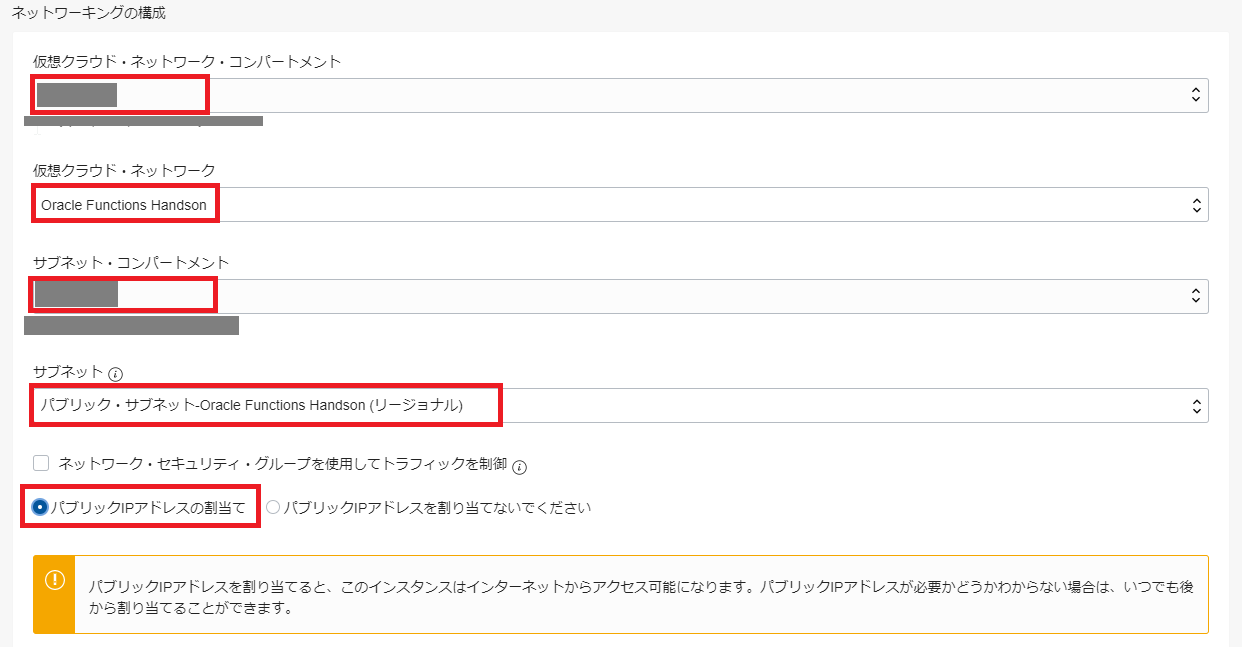 ネットワーキングの構成
仮想クラウド・ネットワーク・コンパートメント
仮想クラウド・ネットワーク
Oracle Functions Handson
サブネット・コンパートメント
サブネット
パブリック・サブネット-Oracle Functions Handson (リージョナル)
ネットワーク・セキュリティ・グループを使用してトラフィックを制御
パブリックIPアドレスの割当て パブリックIPアドレスを割り当てないでください
パブリックIPアドレスを割り当てると、このインスタンスはインターネットからアクセス可能になります。パブリックIPアドレスが必要かどうかわからない場合は、いつでも後
から割り当てることができます。